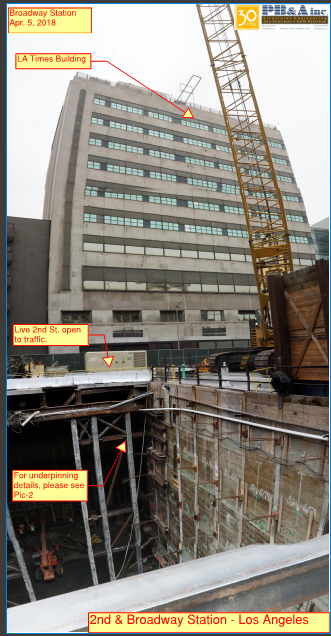 Broadway Station
Apr. 5, 2018
30
PB&A inc.
LA Times Building
Live 2nd St, open
to traffic.
For underpinning
details, please see
Pic-2
2nd & Broadway Station - Los Angeles